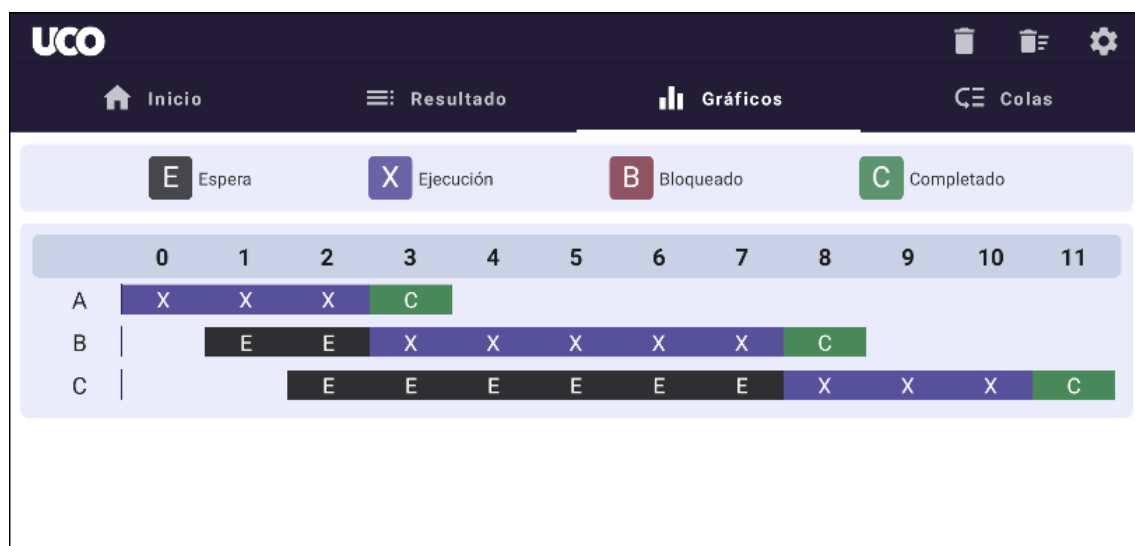 UCO
Inicio Resultado Gráficos Colas
E Espera X Ejecución B Bloqueado C Completado
0 1 2 3 4 5 6 7 8 9 10 11
A X X X C
B E E X X X X X C
C E E E E E E X X X C